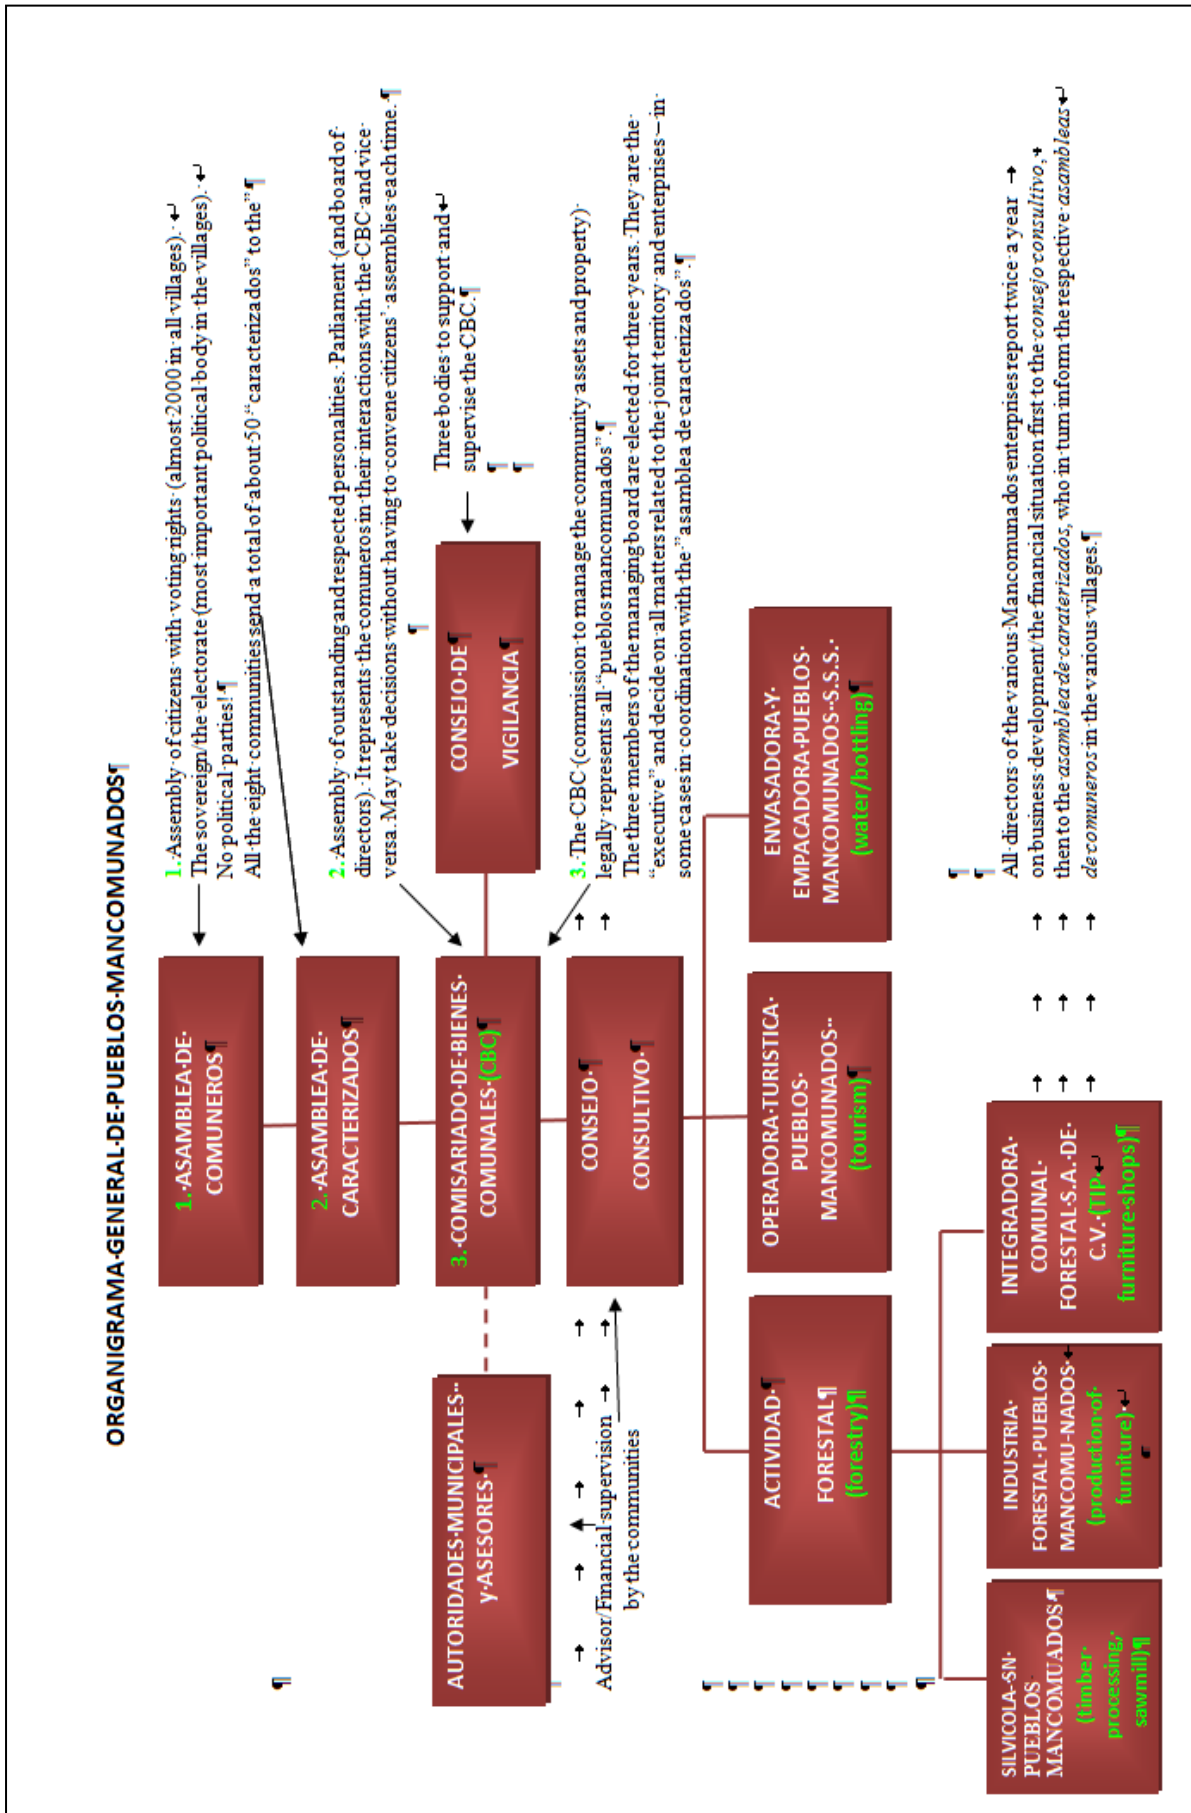 ORGANIGRAMA·GENERAL·DE·PUEBLOS·MANCOMUNADOS¶
1.·ASAMBLEA·DE·
COMUNEROS¶
1.·Assembly·of·citizens·with·voting·rights·(almost·2000·in·all·villages).·↵
The·sovereign/the·electorate·(most·important·political·body·in·the·villages).·↵
No·political·parties!·¶
All·the·eight·communities·send·a·total·of·about·50·“caracterizados”·to·the”¶
2.·ASAMBLEA·DE·
CARACTERIZADOS¶
2.·Assembly·of·outstanding·and·respected·personalities.·Parliament·(and·board·of·
directors).·It·represents·the·comuneros·in·their·interactions·with·the·CBC·and·vice·
versa.·May·take·decisions·without·having·to·convene·citizens’·assemblies·each·time.·¶
¶
AUTORIDADES·MUNICIPALES··
y·ASESORES·¶
3.·COMISARIADO·DE·BIENES·
COMUNALES·(CBC)¶
CONSEJO·DE¶
VIGILANCIA¶
Three·bodies·to·support·and↵
supervise·the·CBC.¶
¶
¶
Advisor/Financial·supervision
by·the·communities
CONSEJO·¶
CONSULTIVO·¶
3.·The·CBC·(commission·to·manage·the·community·assets·and·property)·
legally·represent·all·“pueblos·mancomunados”.¶
The·three·members·of·the·managing·board·are·elected·for·three·years.·They·are·the·
“executive”·and·decide·on·all·matters·related·to·the·joint·territory·and·enterprises·–·in·
some·cases·in·coordination·with·the·”asamblea·de·caracterizados”.¶
ACTIVIDAD·¶
FORESTAL¶
(forestry)¶
OPERADORA·TURISTICA·
PUEBLOS·
MANCOMUNADOS··
(tourism)¶
ENVASADORA·Y·
EMPACADORA·PUEBLOS·
MANCOMUNADOS··S.S.S.·
(water/bottling)¶
SILVICOLA-SN·
PUEBLOS·
MANCOMUADOS¶
(timber·
processing,·
sawmill)¶
INDUSTRIA·
FORESTAL·PUEBLOS·
MANCOMU-NADOS·↵
(production·of·
furniture)·↵
¶
INTEGRADORA·
COMUNAL·
FORESTAL·S.A.·DE·
C.V.·(TIP·↵
furniture·shops)¶
All·directors·of·the·various·Mancomunados·enterprises·report·twice·a·year →
on·business·development/the·financial·situation·first·to·the·consejo·consultivo,·
then·to·the·asamblea·de·caraterizados,·who·in·turn·inform·the·respective·asambleas↵
de·comuneros·in·the·various·villages.¶